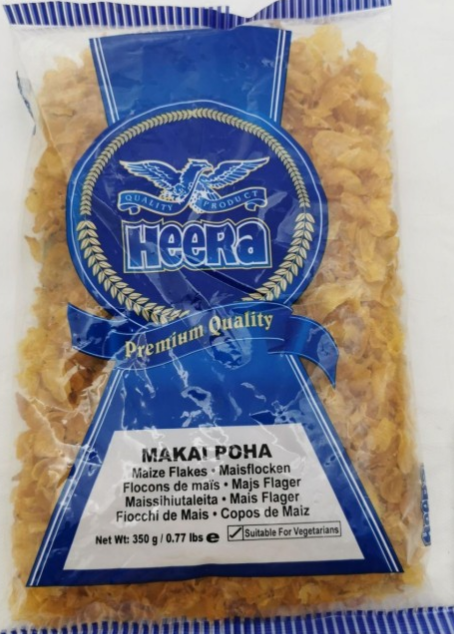 QUALITY PRODUCT
HeeRa
Premium Quality
MAKAI POHA
Maize Flakes • Maisflocken
Flocons de maïs • Majs Flager
Maissihiutaleita • Mais Flager
Fiocchi de Mais • Copos de Maiz
Net Wt: 350 g / 0.77 lbs e
Suitable For Vegetarians